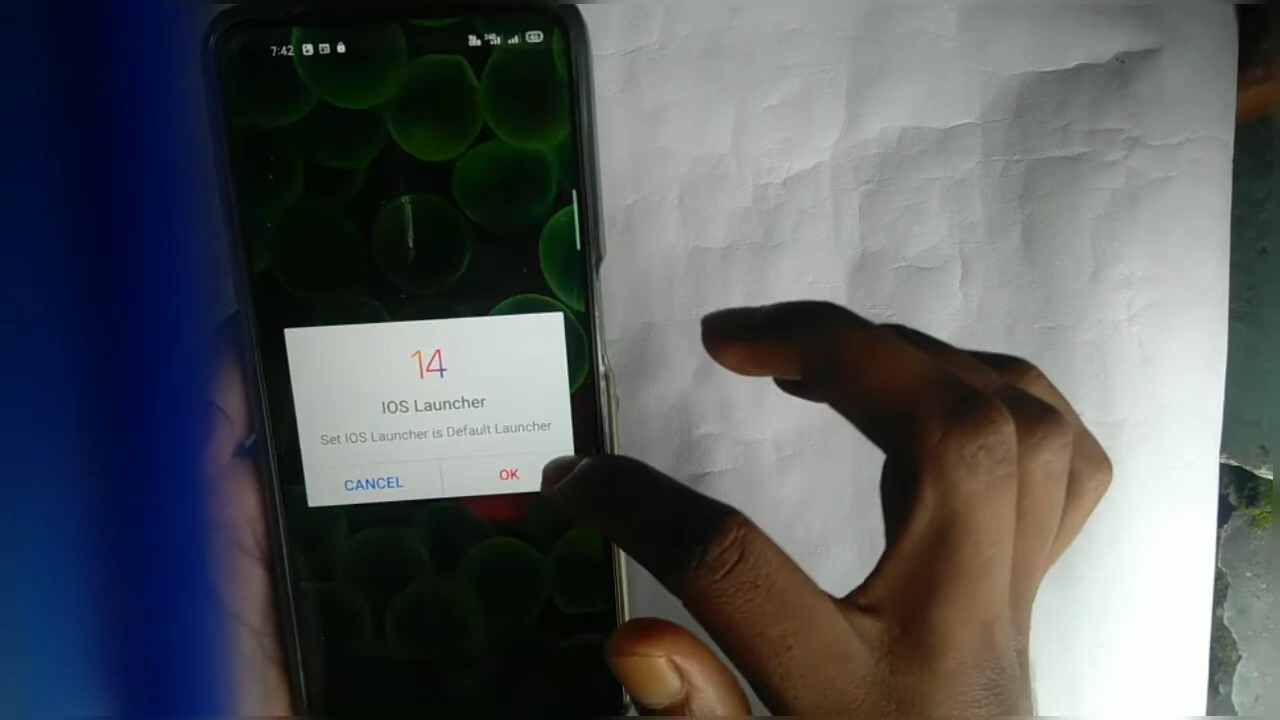 7:42
14
IOS Launcher
Set IOS Launcher is Default Launcher
CANCEL
OK